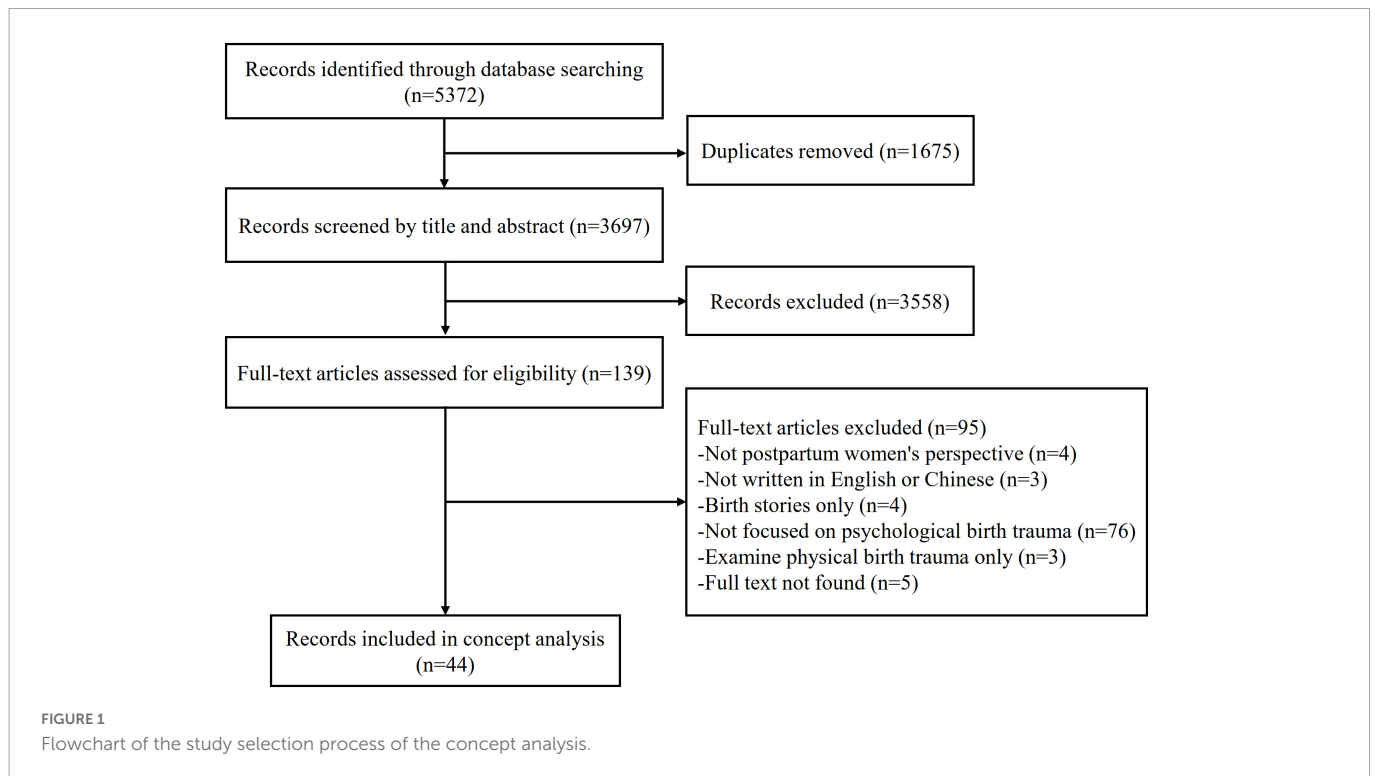 Records identified through database searching
(n=5372)
Duplicates removed (n=1675)
Records screened by title and abstract (n=3697)
Records excluded (n=3558)
Full-text articles assessed for eligibility (n=139)
Full-text articles excluded (n=95)
-Not postpartum women's perspective (n=4)
-Not written in English or Chinese (n=3)
-Birth stories only (n=4)
-Not focused on psychological birth trauma (n=76)
-Examine physical birth trauma only (n=3)
-Full text not found (n=5)
Records included in concept analysis
(n=44)
FIGURE 1
Flowchart of the study selection process of the concept analysis.